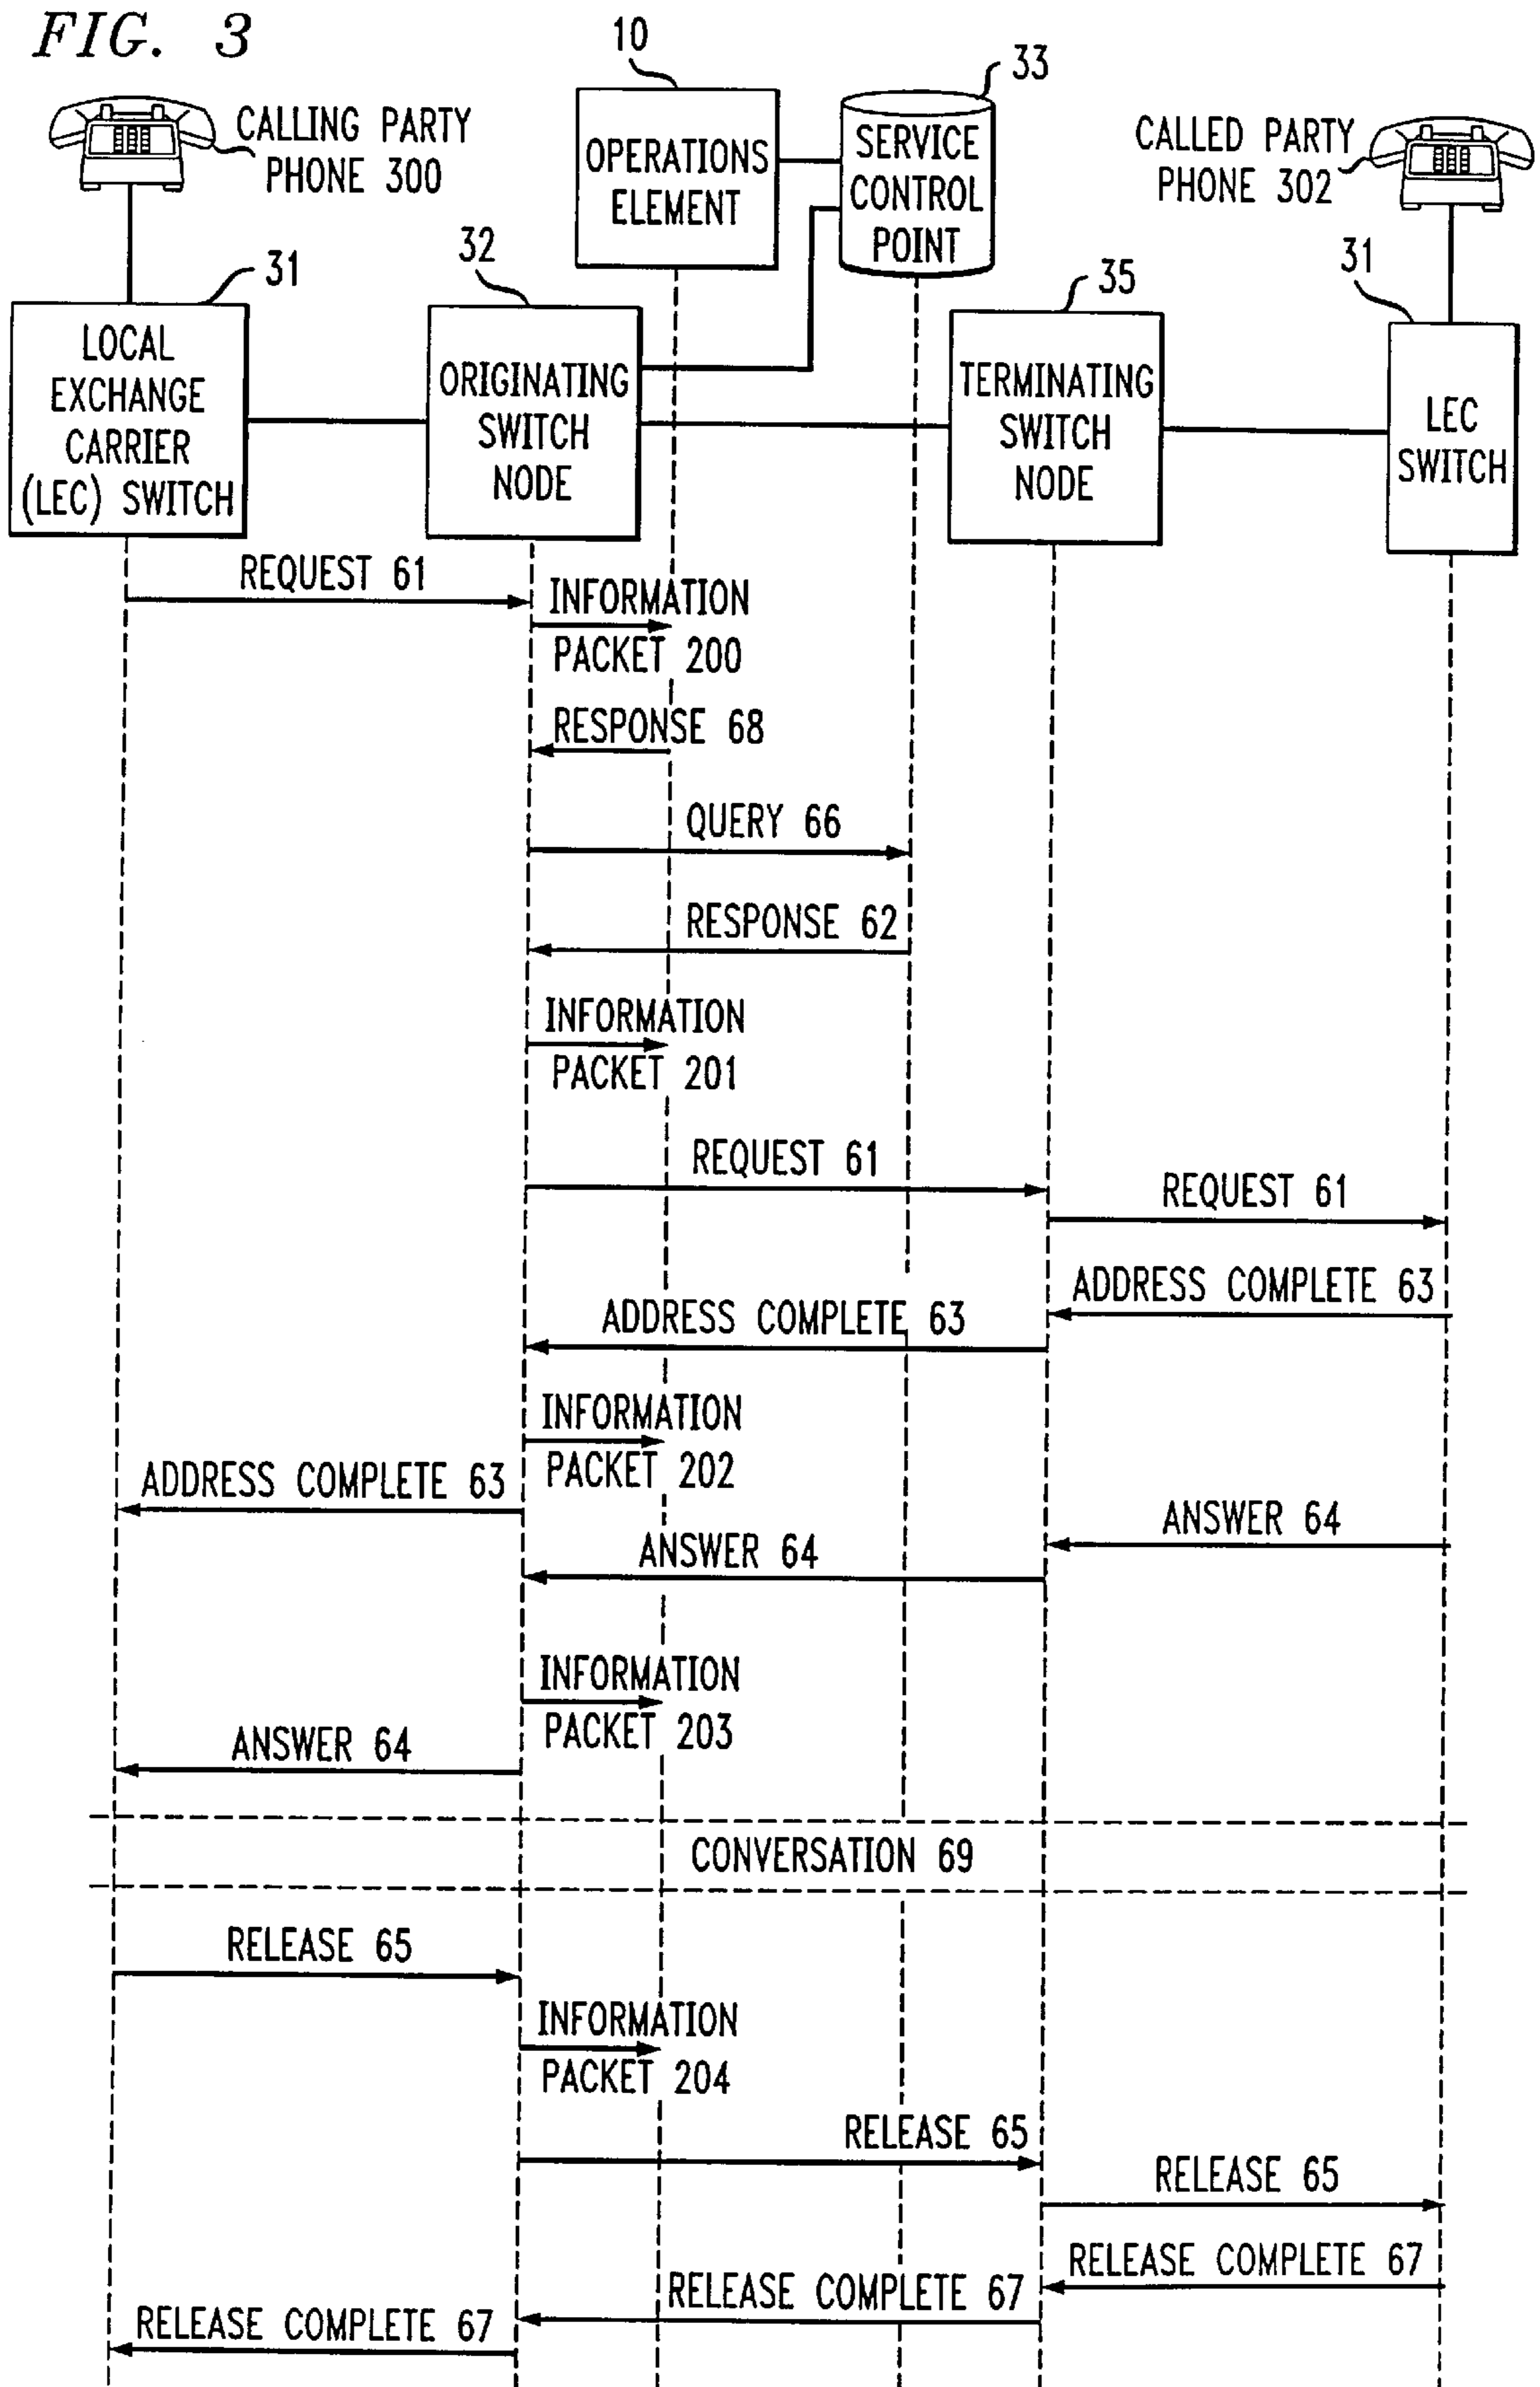 FIG. 3
10
33
CALLING PARTY
PHONE 300
OPERATIONS
ELEMENT
SERVICE
CONTROL
POINT
CALLED PARTY
PHONE 302
31
32
35
31
LOCAL
EXCHANGE
CARRIER
(LEC) SWITCH
ORIGINATING
SWITCH
NODE
TERMINATING
SWITCH
NODE
LEC
SWITCH
REQUEST 61
INFORMATION
PACKET 200
RESPONSE 68
QUERY 66
RESPONSE 62
INFORMATION
PACKET 201
REQUEST 61
REQUEST 61
ADDRESS COMPLETE 63
ADDRESS COMPLETE 63
INFORMATION
PACKET 202
ADDRESS COMPLETE 63
ANSWER 64
ANSWER 64
INFORMATION
PACKET 203
ANSWER 64
CONVERSATION 69
RELEASE 65
INFORMATION
PACKET 204
RELEASE 65
RELEASE 65
RELEASE COMPLETE 67
RELEASE COMPLETE 67
RELEASE COMPLETE 67